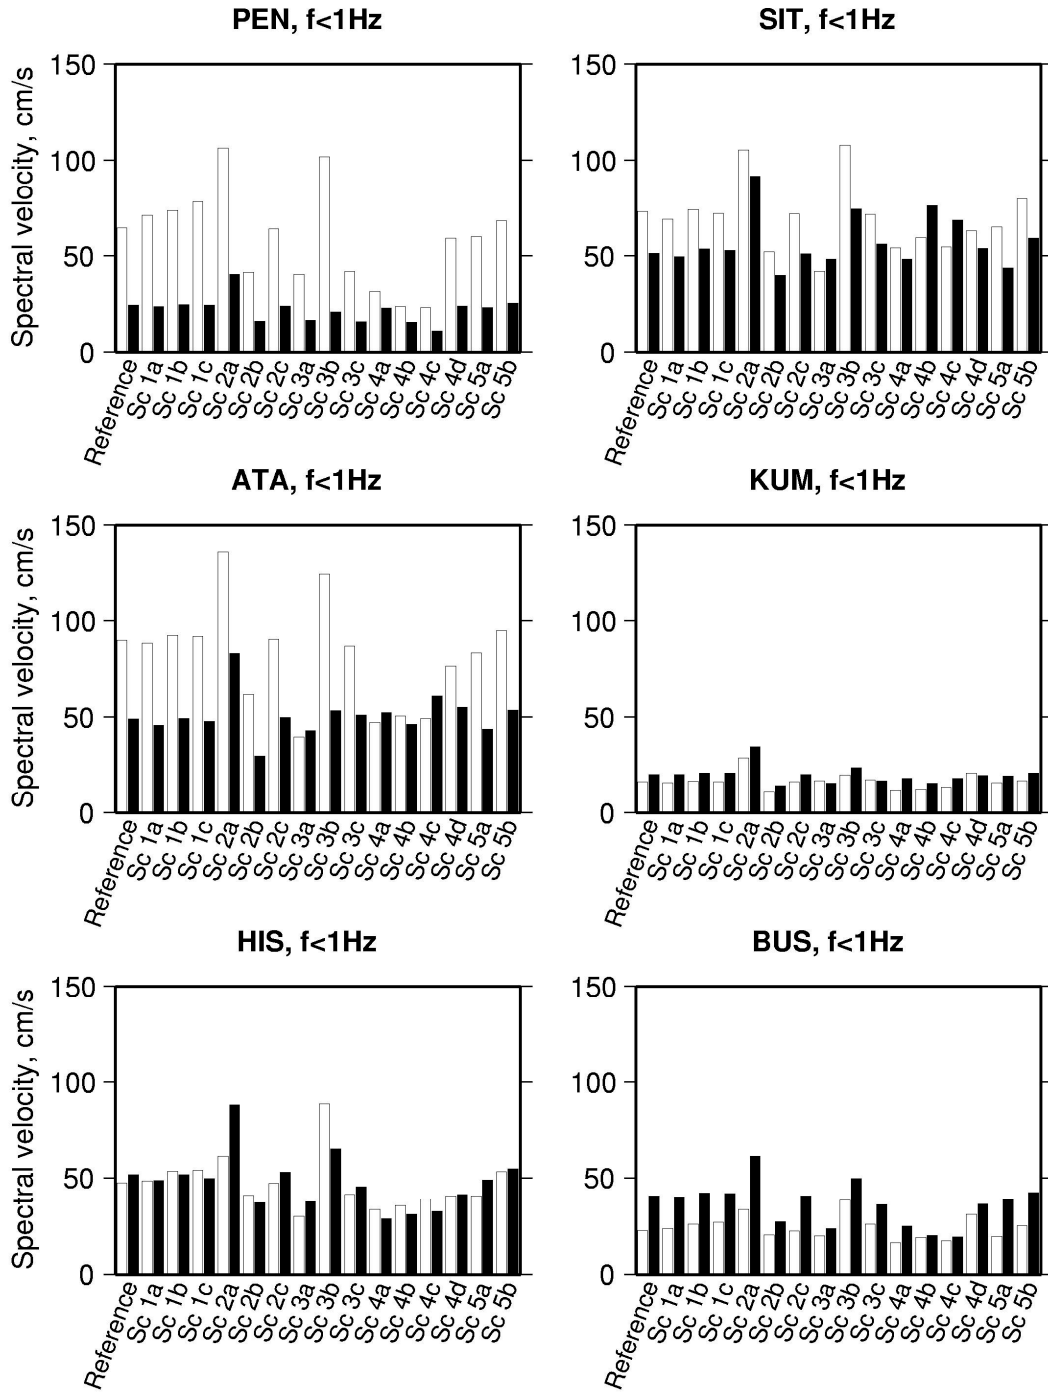 PEN, f<1Hz
SIT, f<1Hz
Spectral velocity, cm/s
150
100
50
0
Reference
Sc 1a
Sc 1b
Sc 1c
Sc 2a
Sc 2b
Sc 2c
Sc 3a
Sc 3b
Sc 3c
Sc 4a
Sc 4b
Sc 4c
Sc 4d
Sc 5a
Sc 5b
150
100
50
0
Reference
Sc 1a
Sc 1b
Sc 1c
Sc 2a
Sc 2b
Sc 2c
Sc 3a
Sc 3b
Sc 3c
Sc 4a
Sc 4b
Sc 4c
Sc 4d
Sc 5a
Sc 5b
ATA, f<1Hz
KUM, f<1Hz
Spectral velocity, cm/s
150
100
50
0
Reference
Sc 1a
Sc 1b
Sc 1c
Sc 2a
Sc 2b
Sc 2c
Sc 3a
Sc 3b
Sc 3c
Sc 4a
Sc 4b
Sc 4c
Sc 4d
Sc 5a
Sc 5b
150
100
50
0
Reference
Sc 1a
Sc 1b
Sc 1c
Sc 2a
Sc 2b
Sc 2c
Sc 3a
Sc 3b
Sc 3c
Sc 4a
Sc 4b
Sc 4c
Sc 4d
Sc 5a
Sc 5b
HIS, f<1Hz
BUS, f<1Hz
Spectral velocity, cm/s
150
100
50
0
Reference
Sc 1a
Sc 1b
Sc 1c
Sc 2a
Sc 2b
Sc 2c
Sc 3a
Sc 3b
Sc 3c
Sc 4a
Sc 4b
Sc 4c
Sc 4d
Sc 5a
Sc 5b
150
100
50
0
Reference
Sc 1a
Sc 1b
Sc 1c
Sc 2a
Sc 2b
Sc 2c
Sc 3a
Sc 3b
Sc 3c
Sc 4a
Sc 4b
Sc 4c
Sc 4d
Sc 5a
Sc 5b